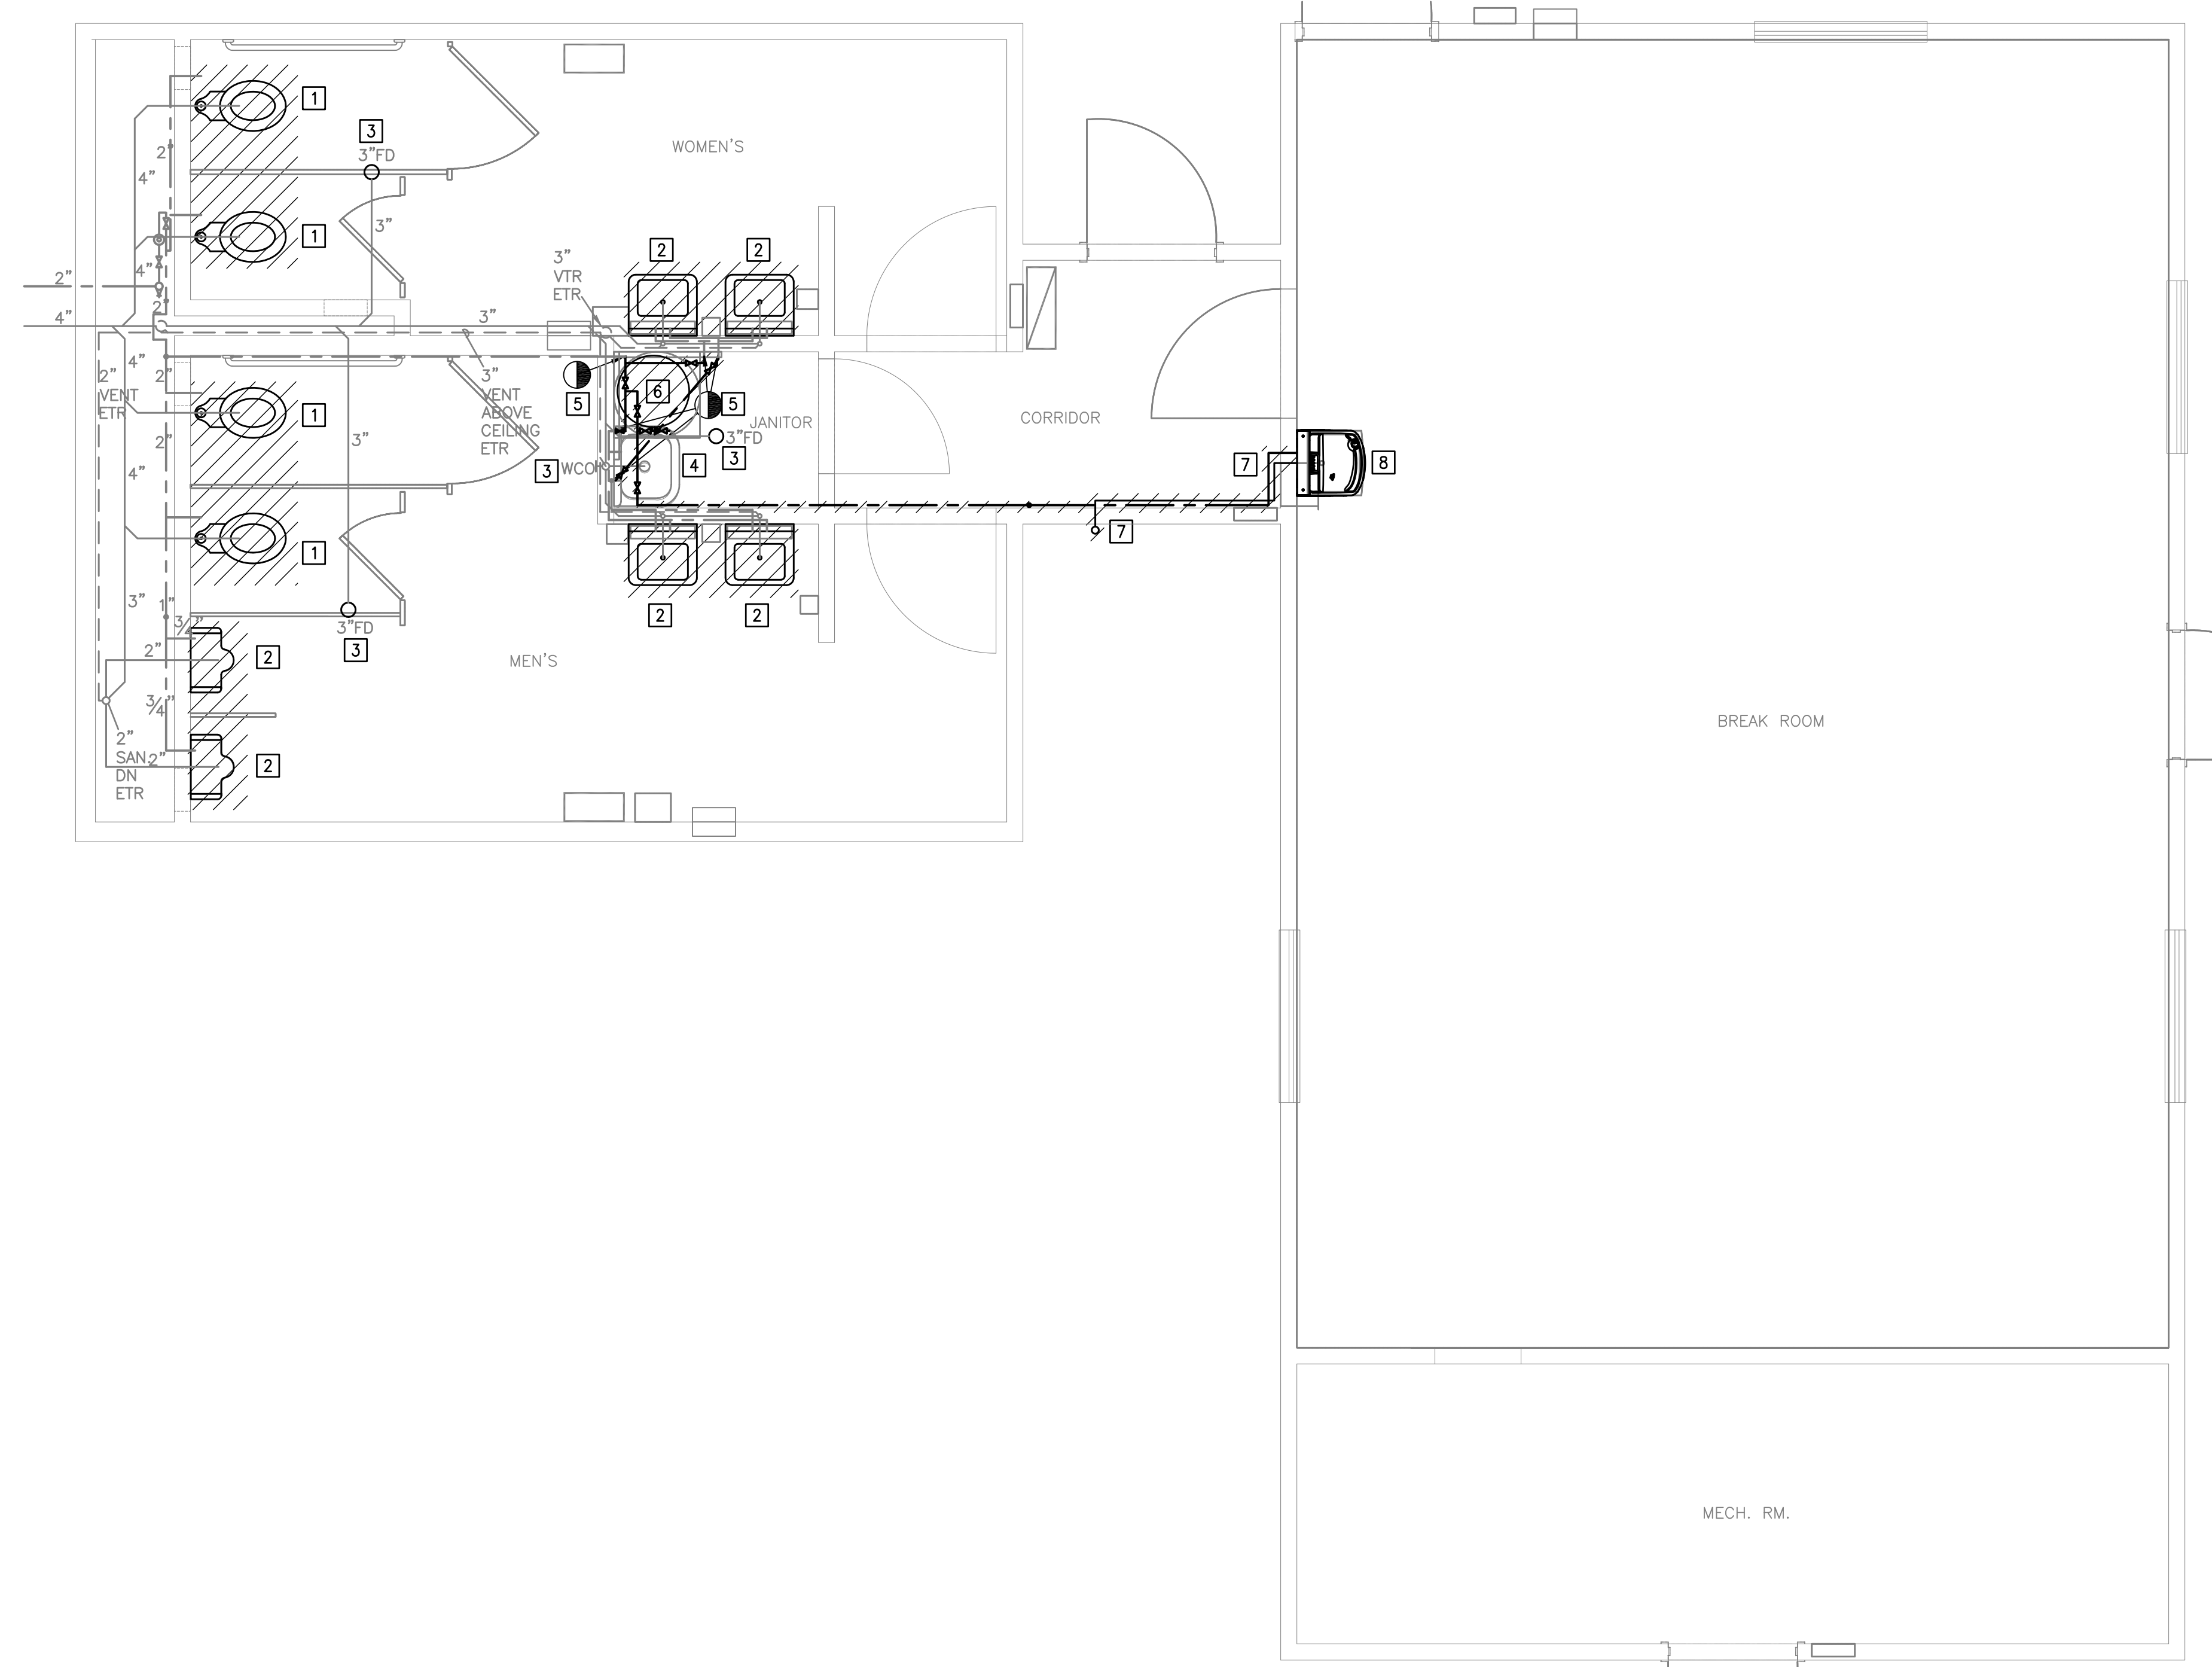 1
3
3"FD
WOMEN'S
2"
4"
3"
1
2
2
3"
VTR
ETR
4"
2"
2"
4"
3"
4"
2"
2"
VENT
ETR
3"
VENT
ABOVE
CEILING
ETR
5
6
5
1
JANITOR
CORRIDOR
3"FD
3
2"
3"
4"
3
WCO
4
7
8
7
1
3"
1"
3/4"
2
2
3"FD
3
2"
2
MEN'S
3/4"
2"
SAN.
DN
ETR
2"
2
BREAK ROOM
MECH. RM.